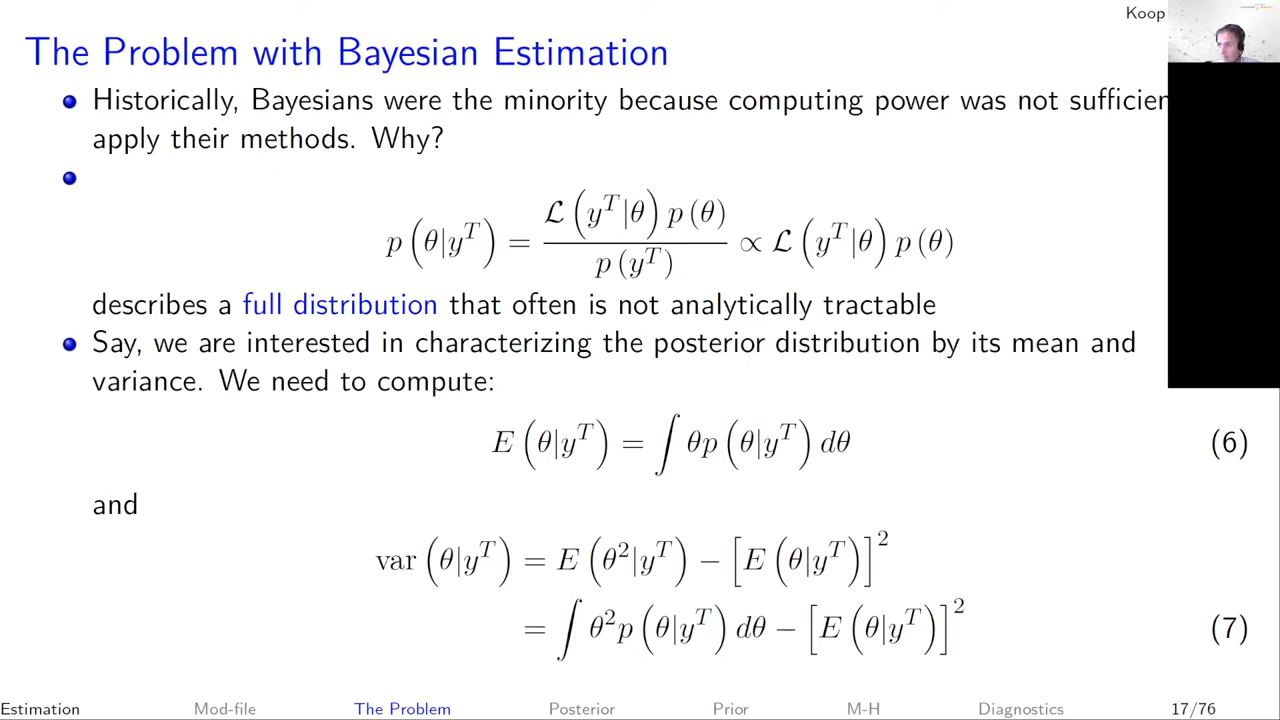 Koop
The Problem with Bayesian Estimation
Historically, Bayesians were the minority because computing power was not
apply their methods. Why?
p(θ|y^T) = \frac{ℒ(y^T|θ) p(θ)}{p(y^T)} ∝ ℒ(y^T|θ) p(θ)
describes a full distribution that often is not analytically tractable
Say, we are interested in characterizing the posterior distribution by its mean and
variance. We need to compute:
E(θ|y^T) = ∫ θp(θ|y^T) dθ (6)
and
var(θ|y^T) = E(θ²|y^T) − [E(θ|y^T)]²
= ∫ θ²p(θ|y^T) dθ − [E(θ|y^T)]² (7)
Estimation Mod-file The Problem Posterior Prior M-H Diagnostics 17/76